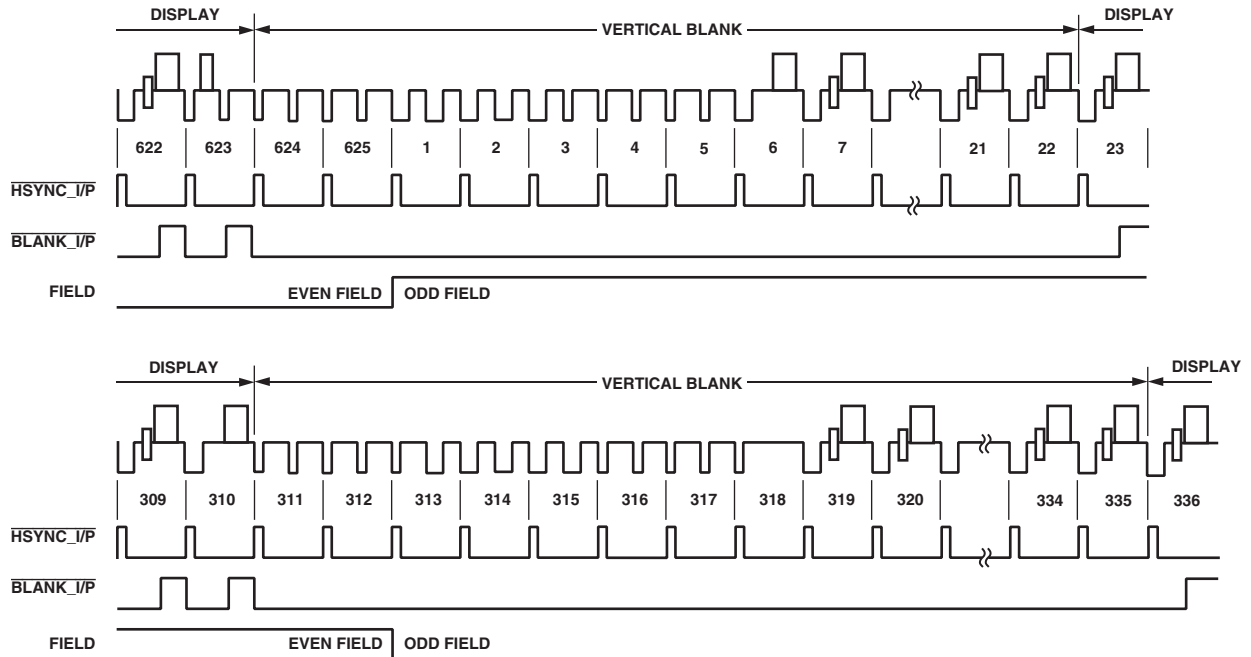 DISPLAY VERTICAL BLANK DISPLAY
622 623 624 625 1 2 3 4 5 6 7 21 22 23
HSYNC_I/P
BLANK_I/P
FIELD EVEN FIELD ODD FIELD
DISPLAY VERTICAL BLANK DISPLAY
309 310 311 312 313 314 315 316 317 318 319 320 334 335 336
HSYNC_I/P
BLANK_I/P
FIELD EVEN FIELD ODD FIELD